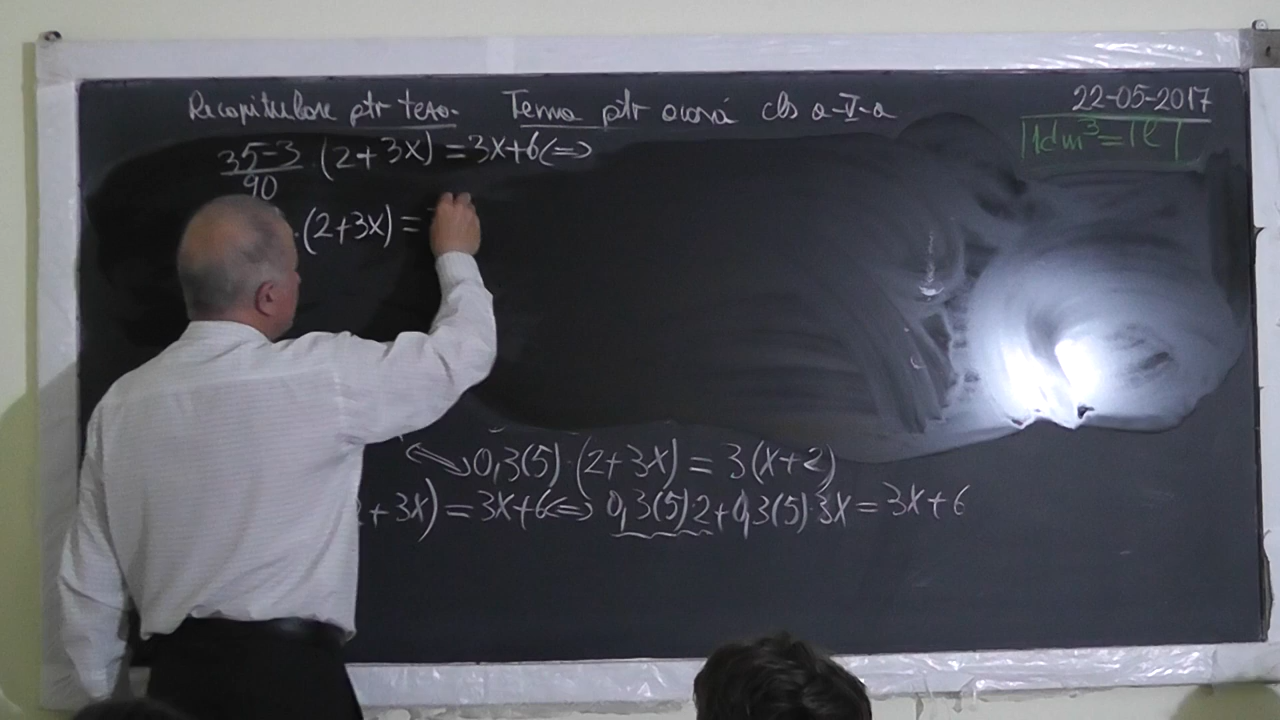 Recapitulare ptr teza. Tema ptr acasă cls a-V-a
22-05-2017
1dm³=1l
35-3/90 ·(2+3x)=3x+6<=>
·(2+3x)=
<=>0,3(5)·(2+3x)=3(x+2)
2+3x)=3x+6<=>0,3(5)·2+0,3(5)·3x=3x+6